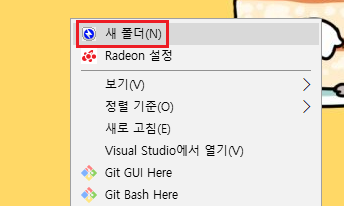 새 폴더(N)
Radeon 설정
보기(V)
정렬 기준(O)
새로 고침(E)
Visual Studio에서 열기(V)
Git GUI Here
Git Bash Here